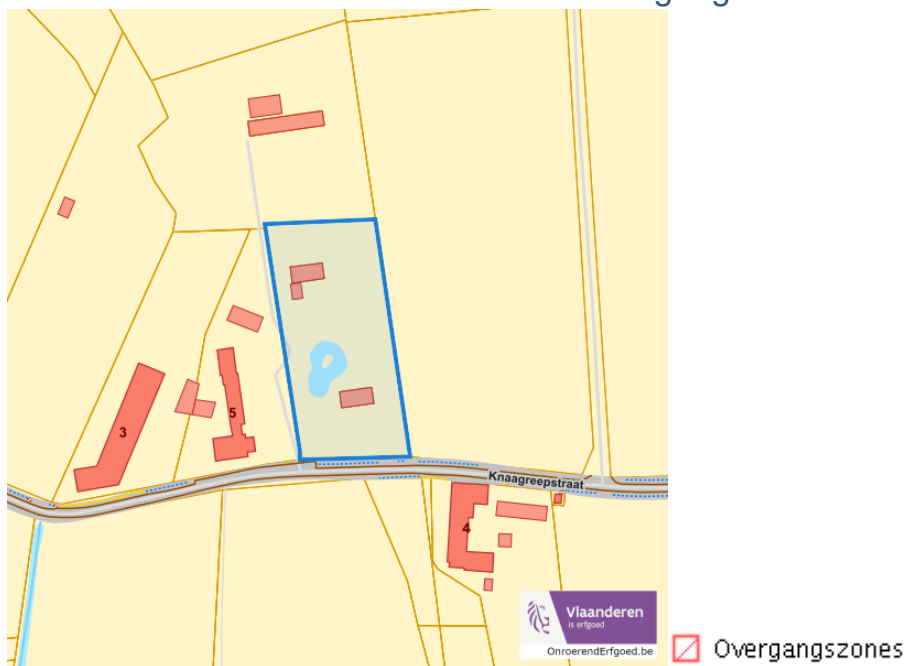 3
5
Knaagreepstraat
4
Vlaanderen
is erfgoed
OnroerendErfgoed.be
Overgangszones